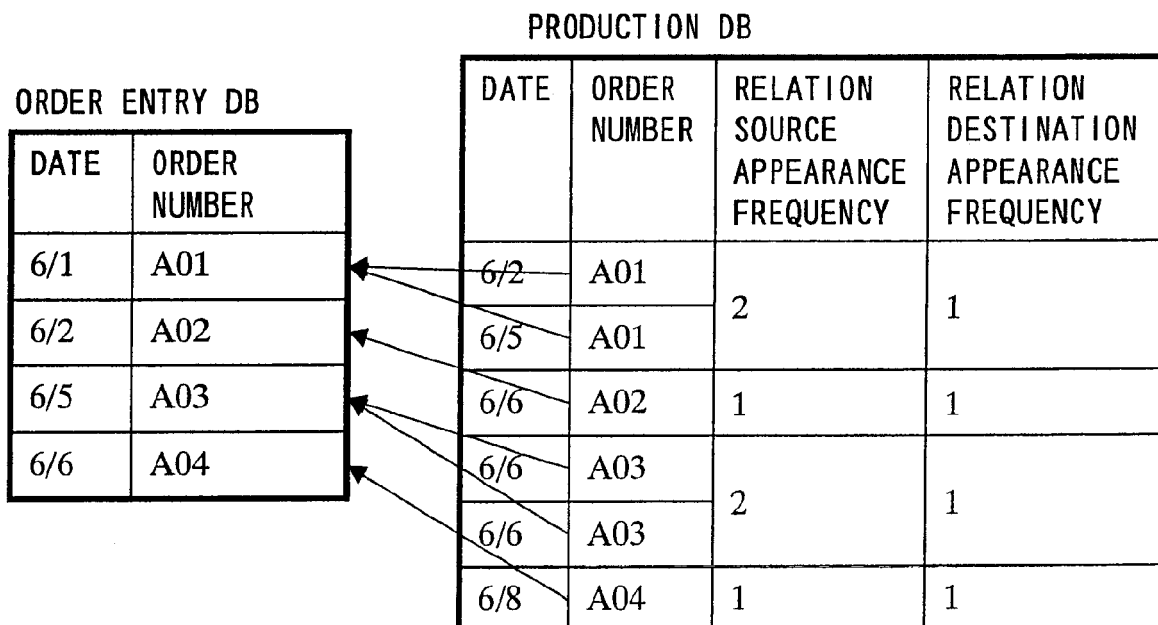 PRODUCTION DB
ORDER ENTRY DB
DATE
ORDER
NUMBER
6/1
A01
6/2
A02
6/5
A03
6/6
A04
DATE
ORDER
NUMBER
RELATION
SOURCE
APPEARANCE
FREQUENCY
RELATION
DESTINATION
APPEARANCE
FREQUENCY
6/2
A01
2
1
6/5
A01
6/6
A02
1
1
6/6
A03
2
1
6/6
A03
6/8
A04
1
1